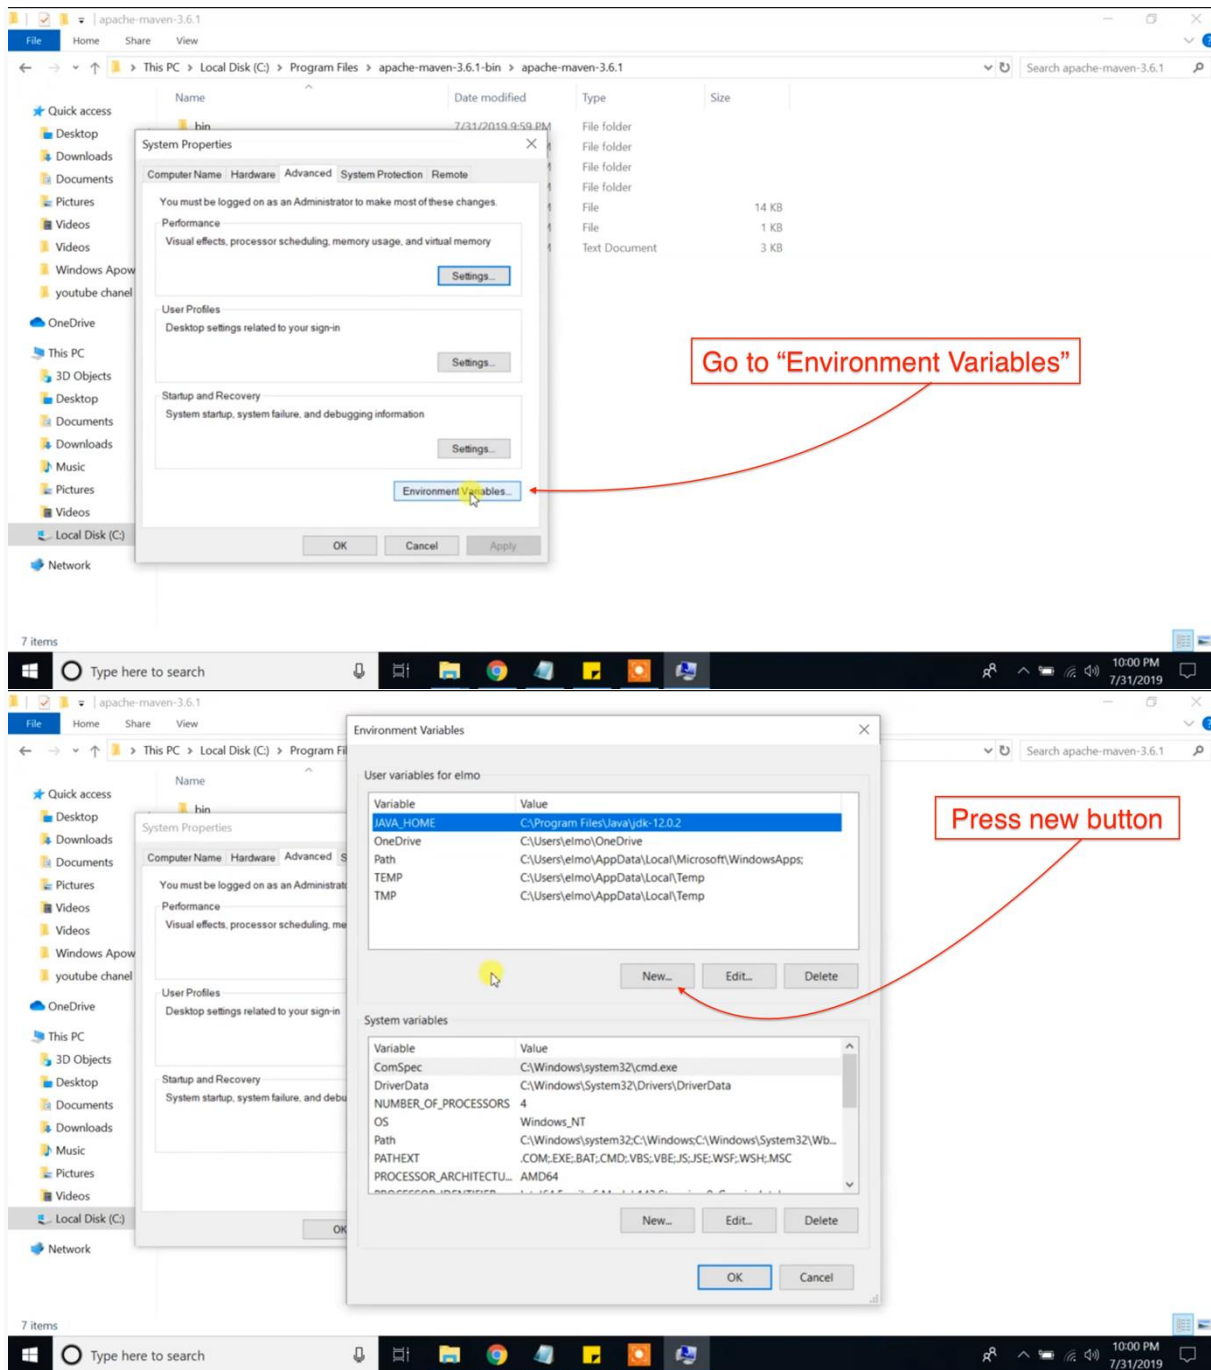 apache-maven-3.6.1
File Home Share View
This PC > Local Disk (C:) > Program Files > apache-maven-3.6.1-bin > apache-maven-3.6.1
Search apache-maven-3.6.1
Name Date modified Type Size
Quick access
Desktop
Downloads
Documents
Pictures
Videos
Videos
Windows Apow
youtube chanel
OneDrive
This PC
3D Objects
Desktop
Documents
Downloads
Music
Pictures
Videos
Local Disk (C:)
Network
bin 7/31/2019 9:59 PM File folder
File folder
File folder
File folder
File 14 KB
File 1 KB
Text Document 3 KB
System Properties
Computer Name Hardware Advanced System Protection Remote
You must be logged on as an Administrator to make most of these changes.
Performance
Visual effects, processor scheduling, memory usage, and virtual memory
Settings...
User Profiles
Desktop settings related to your sign-in
Settings...
Startup and Recovery
System startup, system failure, and debugging information
Settings...
Environment Variables...
OK Cancel Apply
Go to “Environment Variables”
7 items
Type here to search
10:00 PM
7/31/2019
apache-maven-3.6.1
File Home Share View
This PC > Local Disk (C:) > Program Fil
Search apache-maven-3.6.1
Name
Quick access
Desktop
Downloads
Documents
Pictures
Videos
Videos
Windows Apow
youtube chanel
OneDrive
This PC
3D Objects
Desktop
Documents
Downloads
Music
Pictures
Videos
Local Disk (C:)
Network
bin
System Properties
Computer Name Hardware Advanced S
You must be logged on as an Administrat
Performance
Visual effects, processor scheduling, me
User Profiles
Desktop settings related to your sign-in
Startup and Recovery
System startup, system failure, and debu
OK
Environment Variables
User variables for elmo
Variable Value
JAVA_HOME C:\Program Files\Java\jdk-12.0.2
OneDrive C:\Users\elmo\OneDrive
Path C:\Users\elmo\AppData\Local\Microsoft\WindowsApps;
TEMP C:\Users\elmo\AppData\Local\Temp
TMP C:\Users\elmo\AppData\Local\Temp
New... Edit... Delete
System variables
Variable Value
ComSpec C:\Windows\system32\cmd.exe
DriverData C:\Windows\System32\Drivers\DriverData
NUMBER_OF_PROCESSORS 4
OS Windows_NT
Path C:\Windows\system32;C:\Windows;C:\Windows\System32\Wb...
PATHEXT .COM;.EXE;.BAT;.CMD;.VBS;.VBE;.JS;.JSE;.WSF;.WSH;.MSC
PROCESSOR_ARCHITECTU... AMD64
New... Edit... Delete
OK Cancel
Press new button
7 items
Type here to search
10:00 PM
7/31/2019